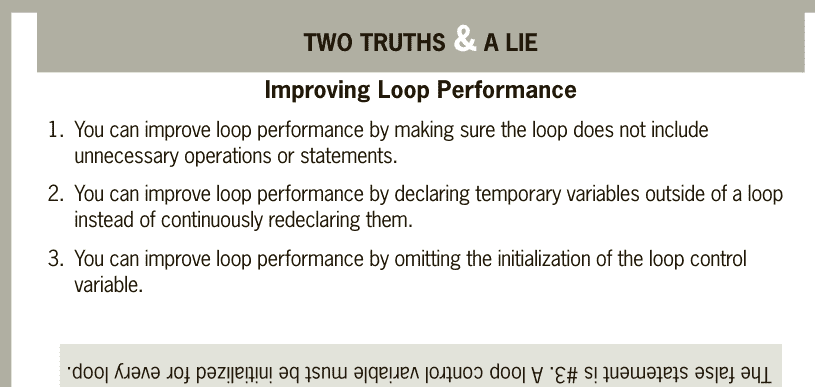 TWO TRUTHS & A LIE
Improving Loop Performance
1. You can improve loop performance by making sure the loop does not include
unnecessary operations or statements.
2. You can improve loop performance by declaring temporary variables outside of a loop
instead of continuously redeclaring them.
3. You can improve loop performance by omitting the initialization of the loop control
variable.
The false statement is #3. A loop control variable must be initialized for every loop.